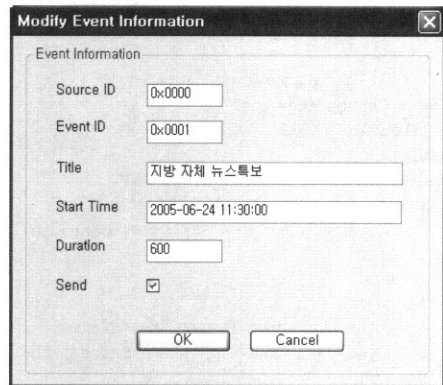 Modify Event Information
Event Information
Source ID 0x0000
Event ID 0x0001
Title 지방 자체 뉴스특보
Start Time 2005-06-24 11:30:00
Duration 600
Send
OK Cancel